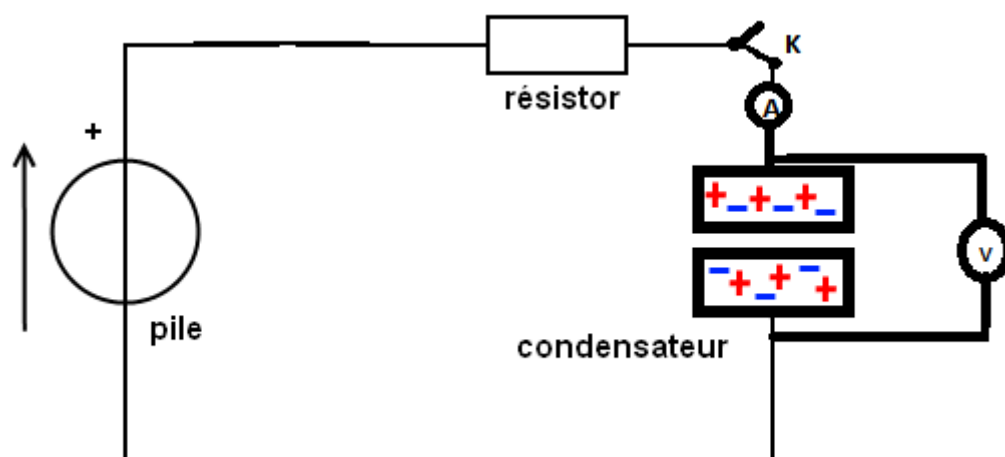 K
résistor
A
+
+ - + - + -
V
- + - + - +
pile
condensateur